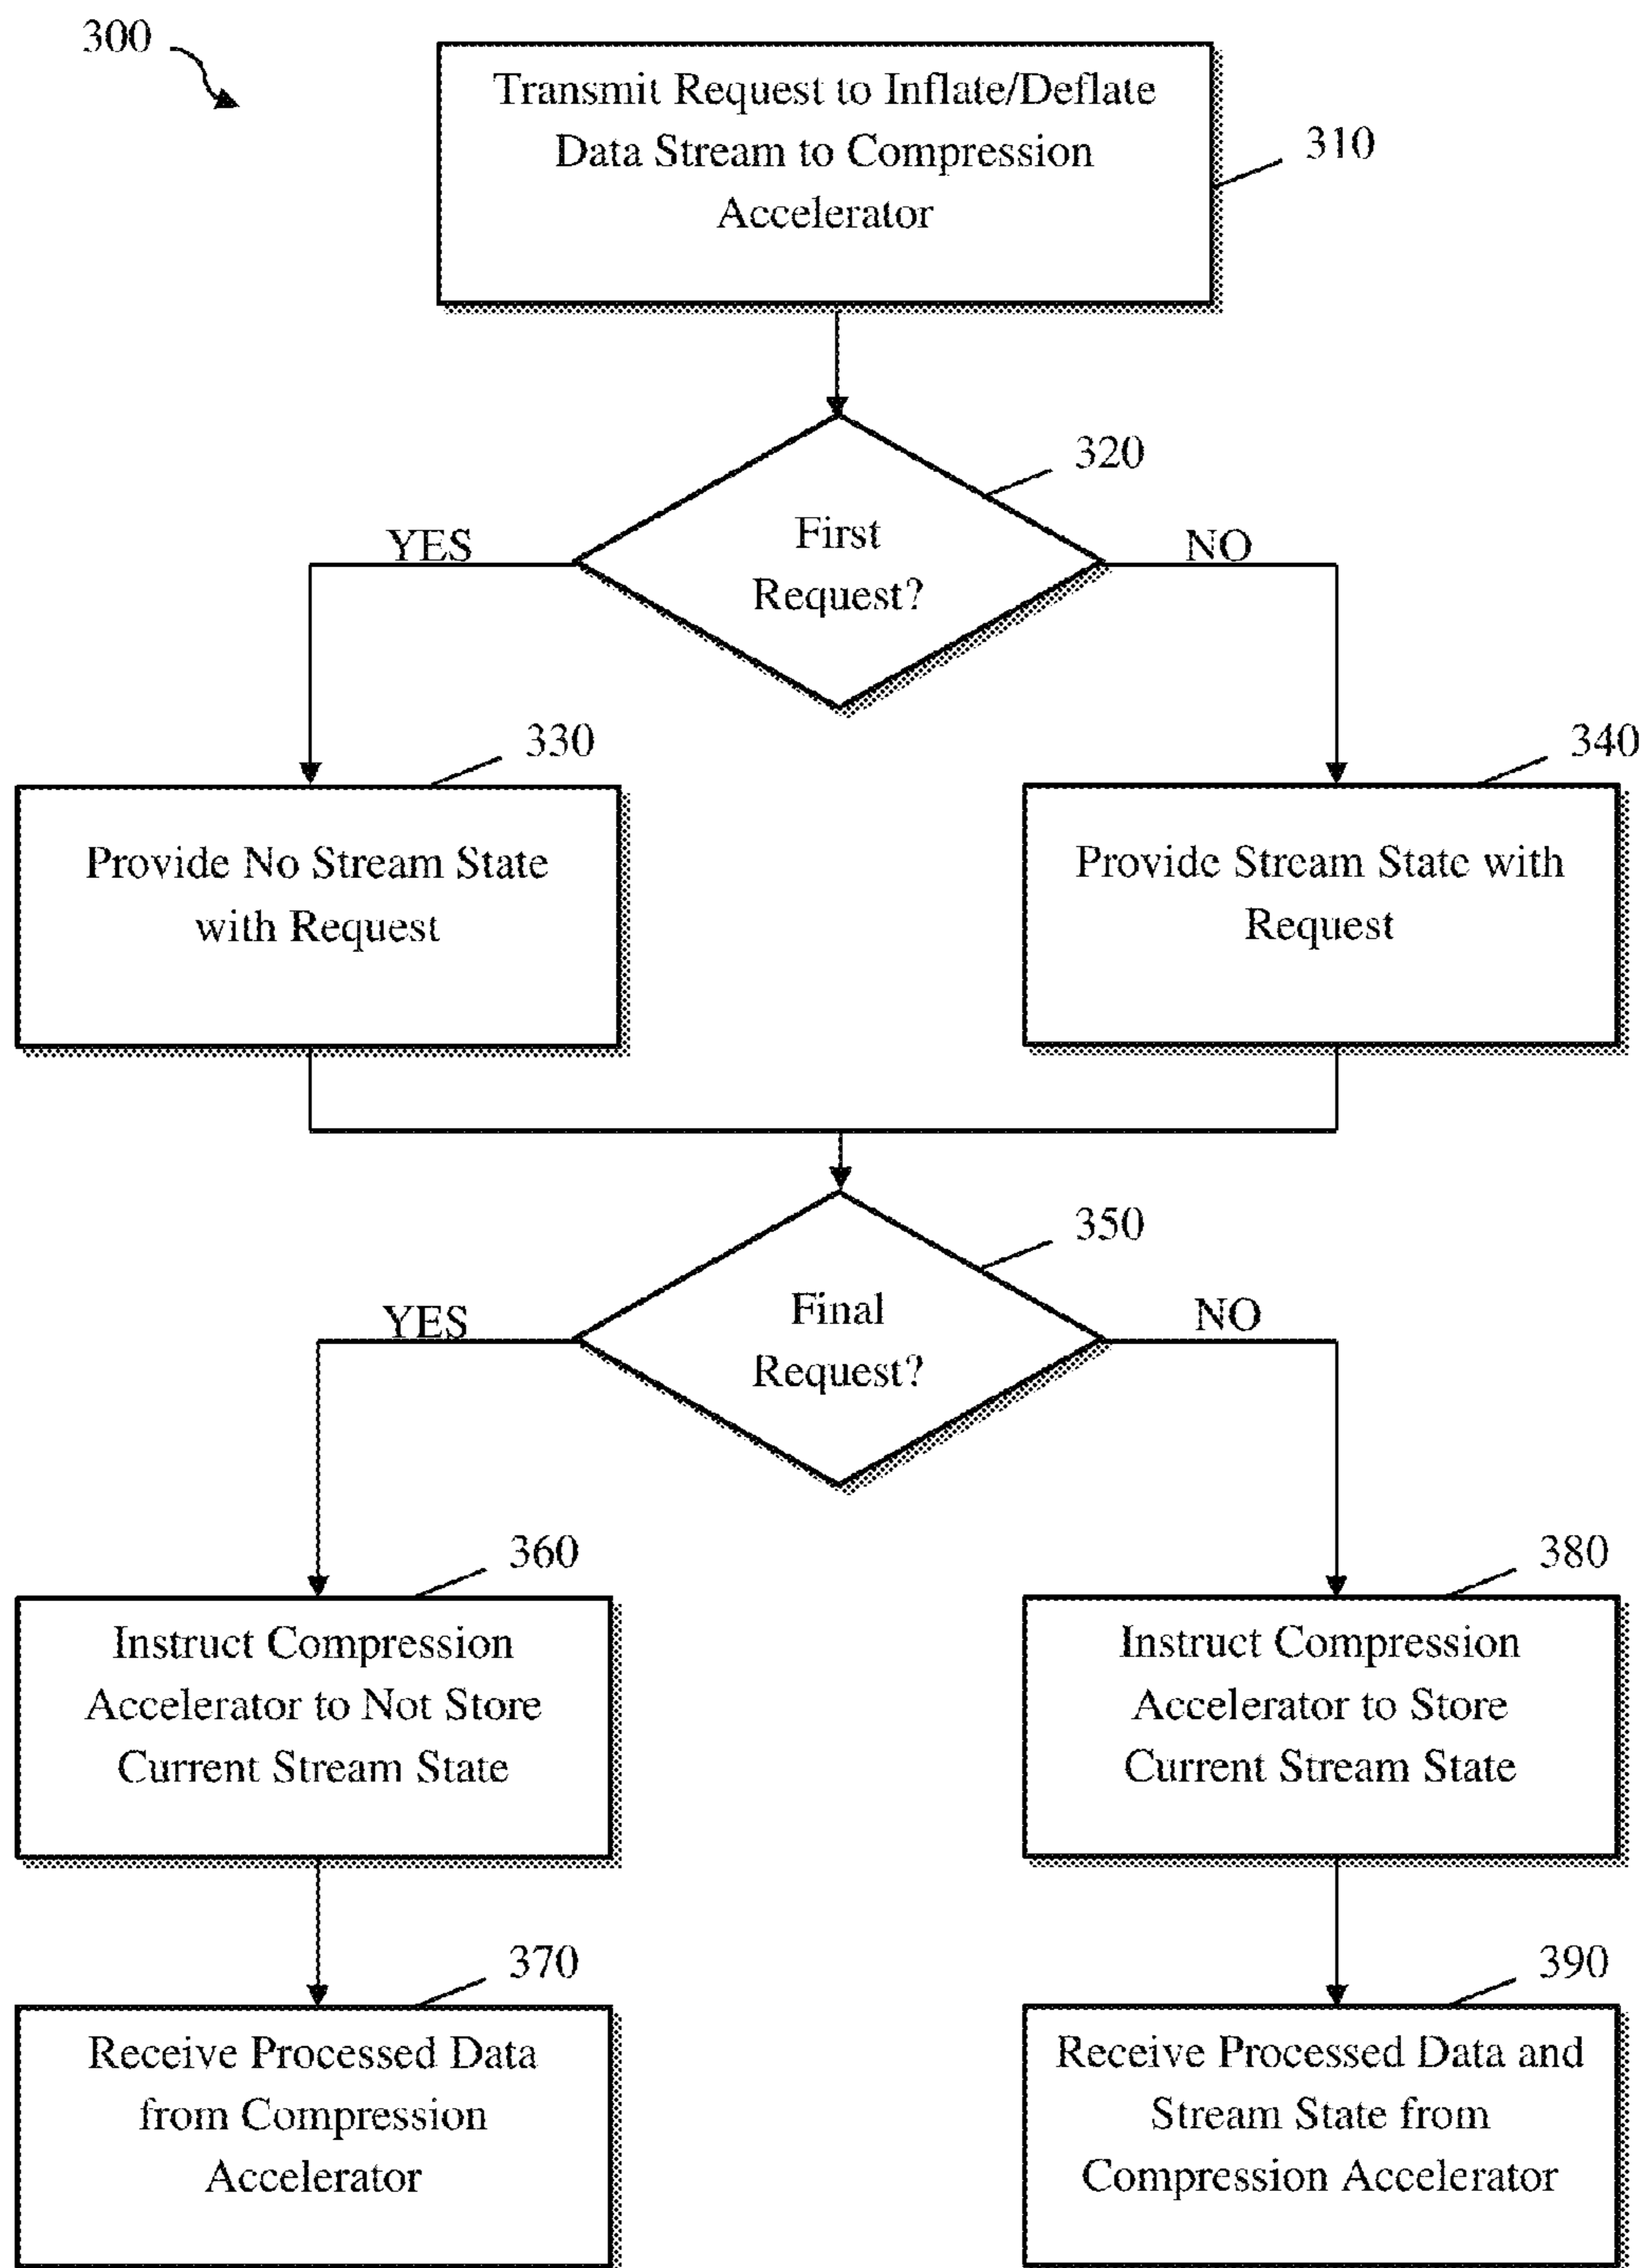 300
Transmit Request to Inflate/Deflate
Data Stream to Compression
Accelerator
310
320
First
Request?
YES
NO
330
340
Provide No Stream State
with Request
Provide Stream State with
Request
350
Final
Request?
YES
NO
360
380
Instruct Compression
Accelerator to Not Store
Current Stream State
Instruct Compression
Accelerator to Store
Current Stream State
370
390
Receive Processed Data
from Compression
Accelerator
Receive Processed Data and
Stream State from
Compression Accelerator